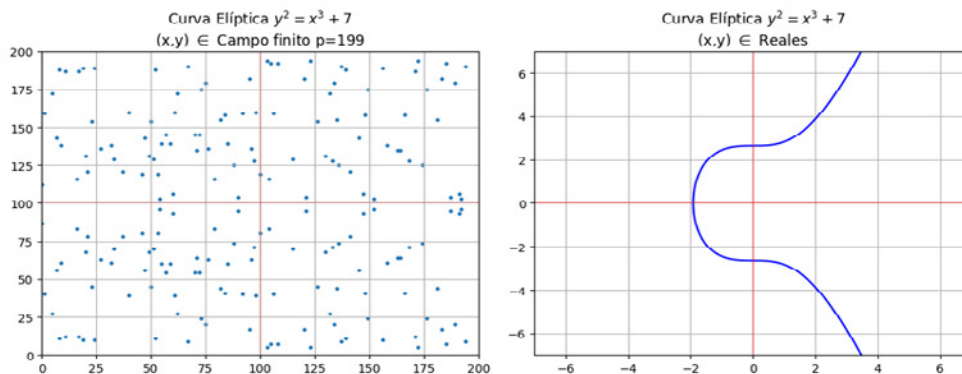 Curva Elíptica y² = x³ + 7
(x,y) ∈ Campo finito p=199
200
175
150
125
100
75
50
25
0
0 25 50 75 100 125 150 175 200
Curva Elíptica y² = x³ + 7
(x,y) ∈ Reales
6
4
2
0
−2
−4
−6
−6 −4 −2 0 2 4 6